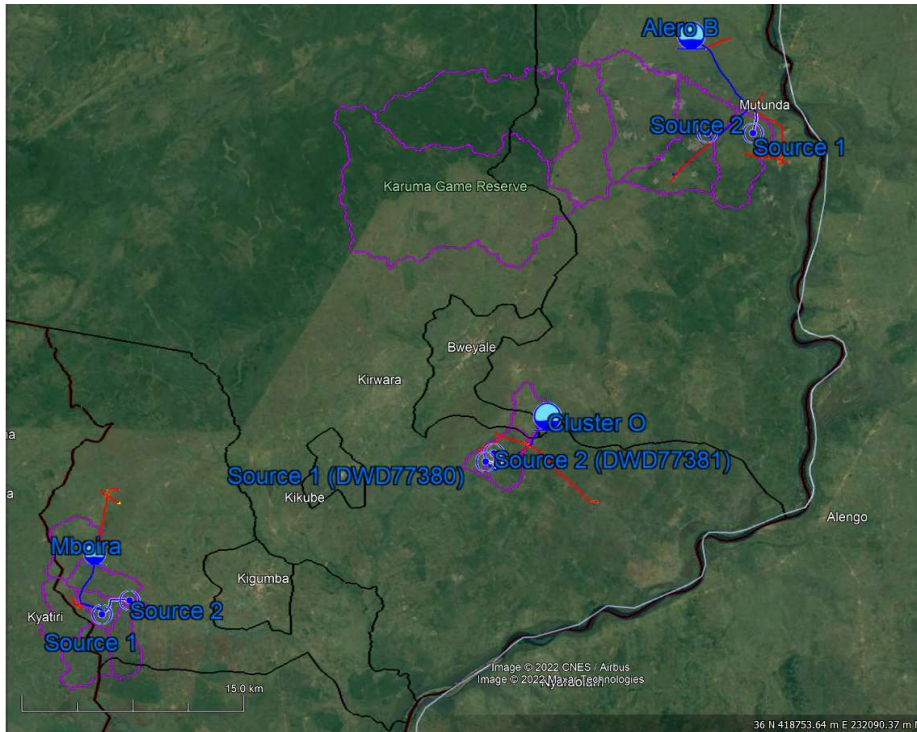 Alero B
Mutunda
Source 2
Source 1
Karuma Game Reserve
Bweyale
Kirwara
Cluster O
Source 1 (DWD77380)
Source 2 (DWD77381)
Kikube
Alengo
Mboira
Kigumba
Source 2
Kyatiri
Source 1
a
a
Image © 2022 CNES / Airbus
Image © 2022 Maxar Technologies
15.0 km
36 N 418753.64 m E 232090.37 m N